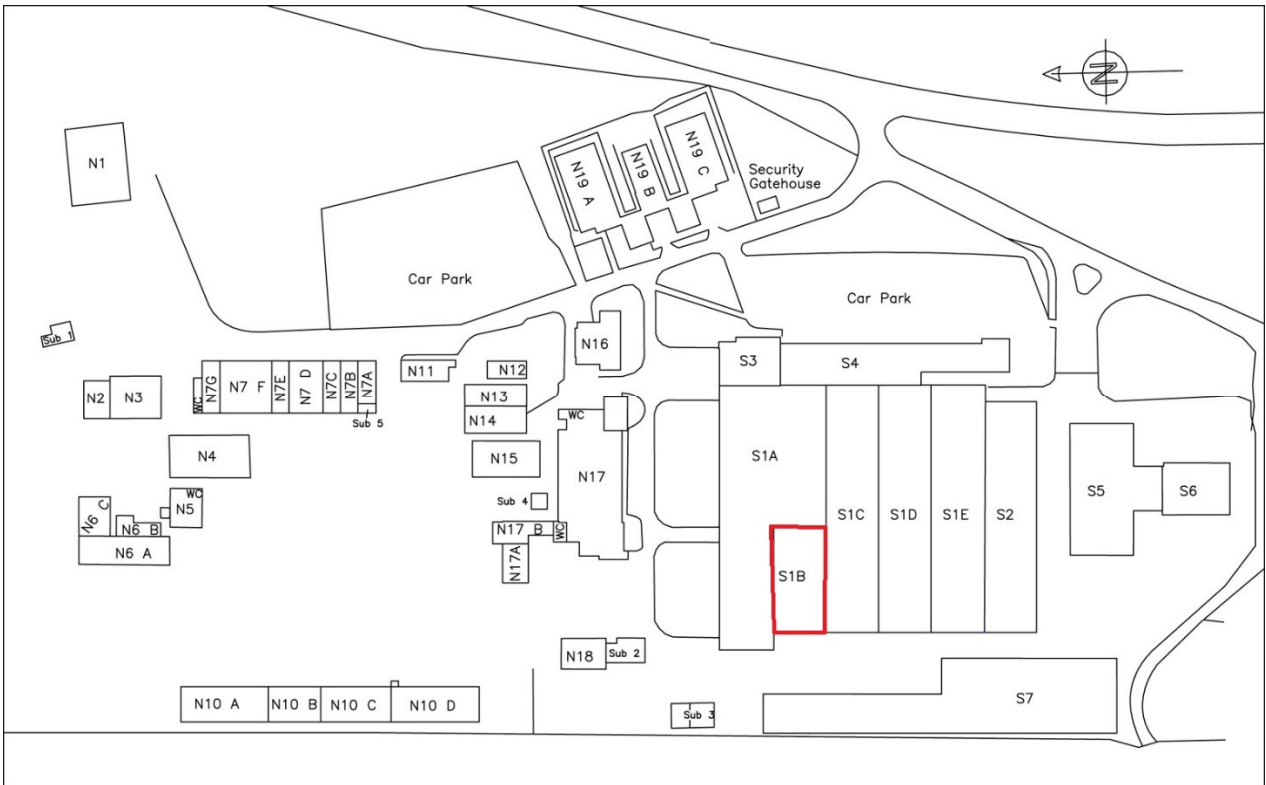 N
N1
N19 A
N19 B
N19 C
Security
Gatehouse
Car Park
Car Park
Sub 1
N16
N2
N3
WC
N7G
N7 F
N7E
N7 D
N7C
N7B
N7A
Sub 5
N11
N12
N13
N14
S3
S4
N4
N15
WC
N17
S1A
S1C
S1D
S1E
S2
S5
S6
N6 C
N6 B
N6 A
WC
N5
Sub 4
N17 B
WC
N17A
S1B
N18
Sub 2
N10 A
N10 B
N10 C
N10 D
Sub 3
S7